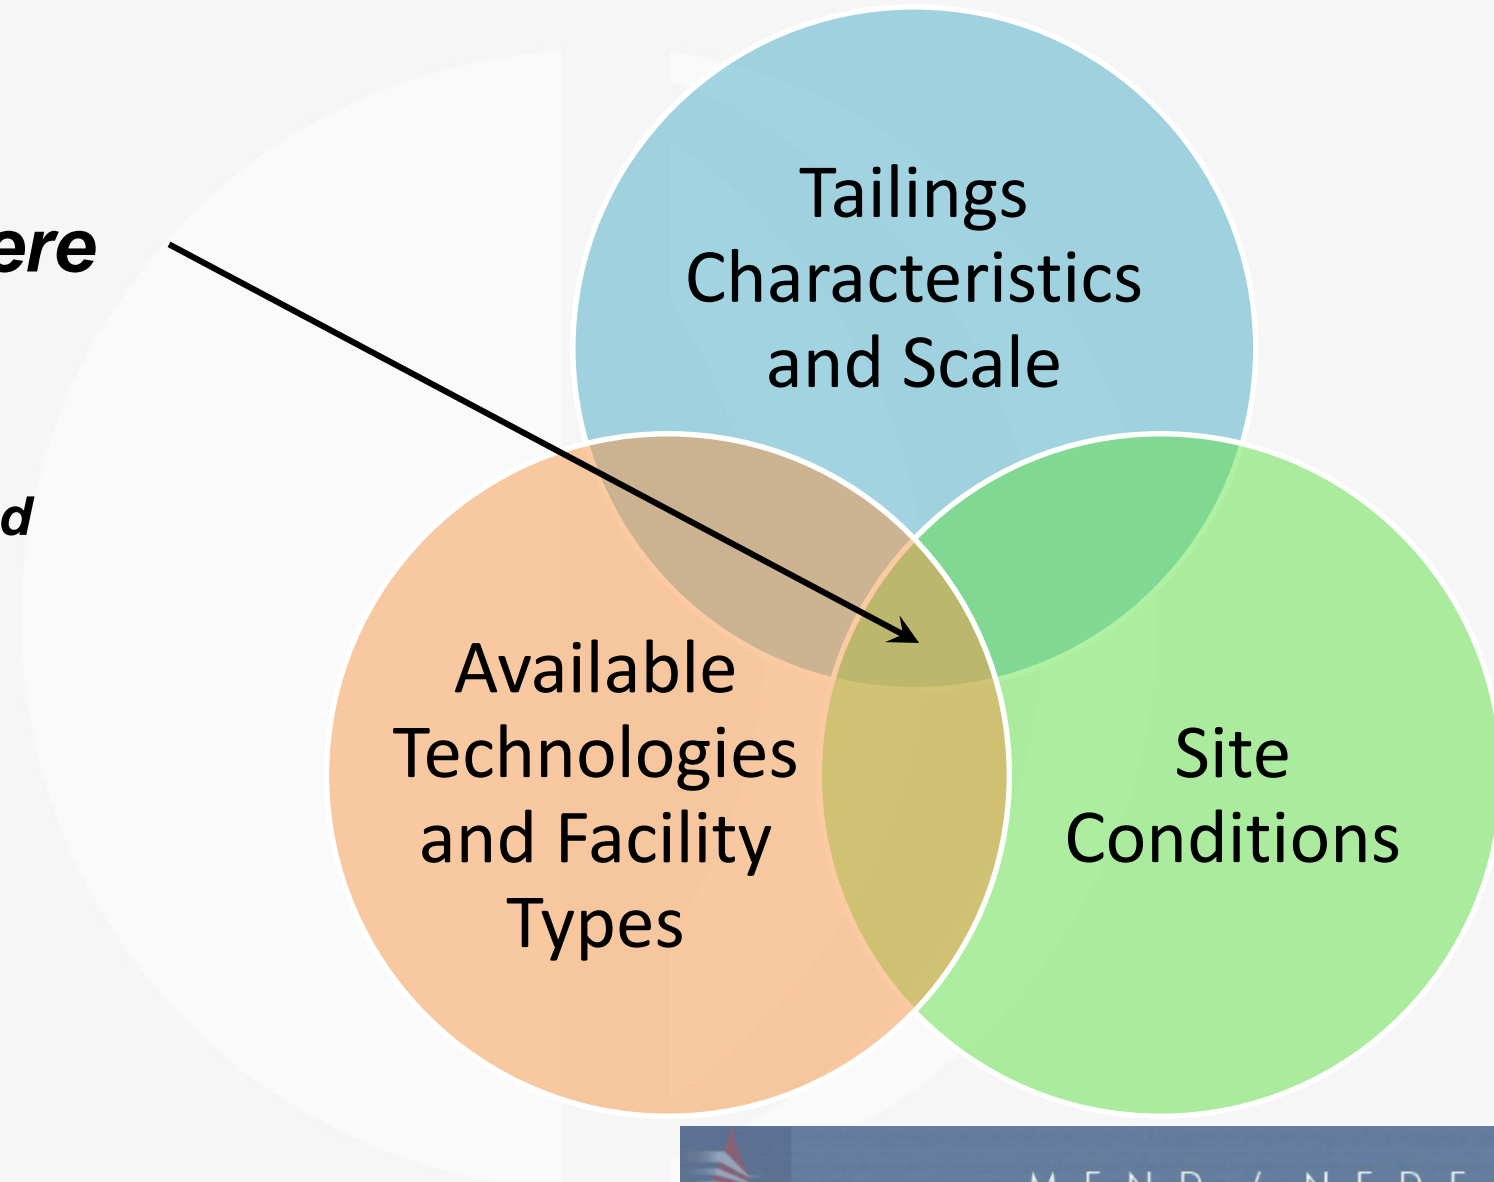 Tailings
Characteristics
and Scale
ere
d
Available
Technologies
and Facility
Types
Site
Conditions